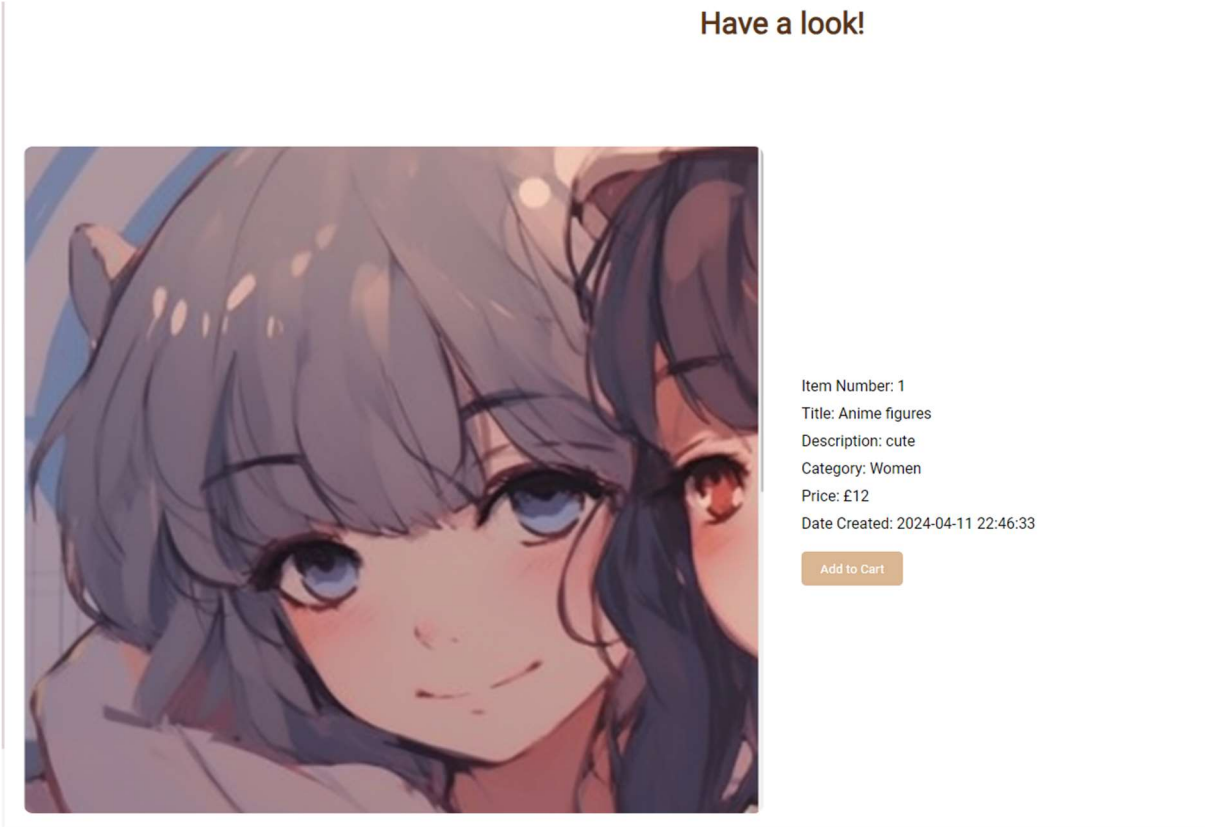 Have a look!
Item Number: 1
Title: Anime figures
Description: cute
Category: Women
Price: £12
Date Created: 2024-04-11 22:46:33
Add to Cart